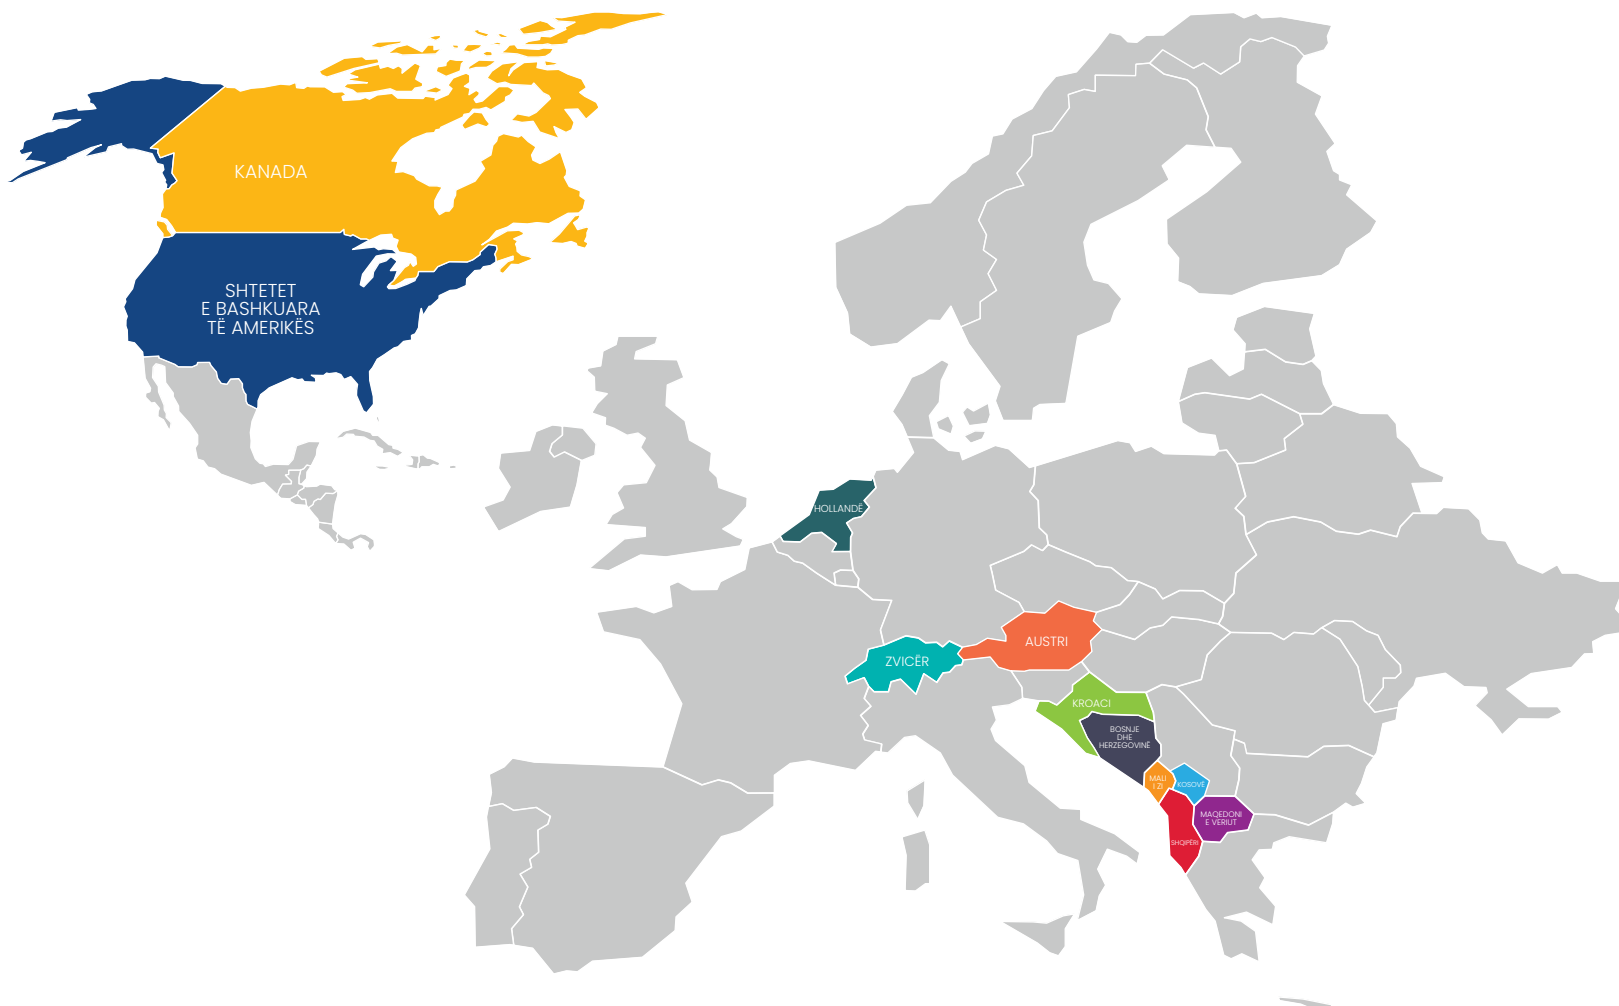 KANADA
SHTETET
E BASHKUARA
TË AMERIKËS
HOLLANDË
AUSTRI
ZVICËR
KROACI
BOSNJE
DHE
HERZEGOVINË
MALI
I ZI
KOSOVË
MAQEDONI
E VERIUT
SHQIPËRI